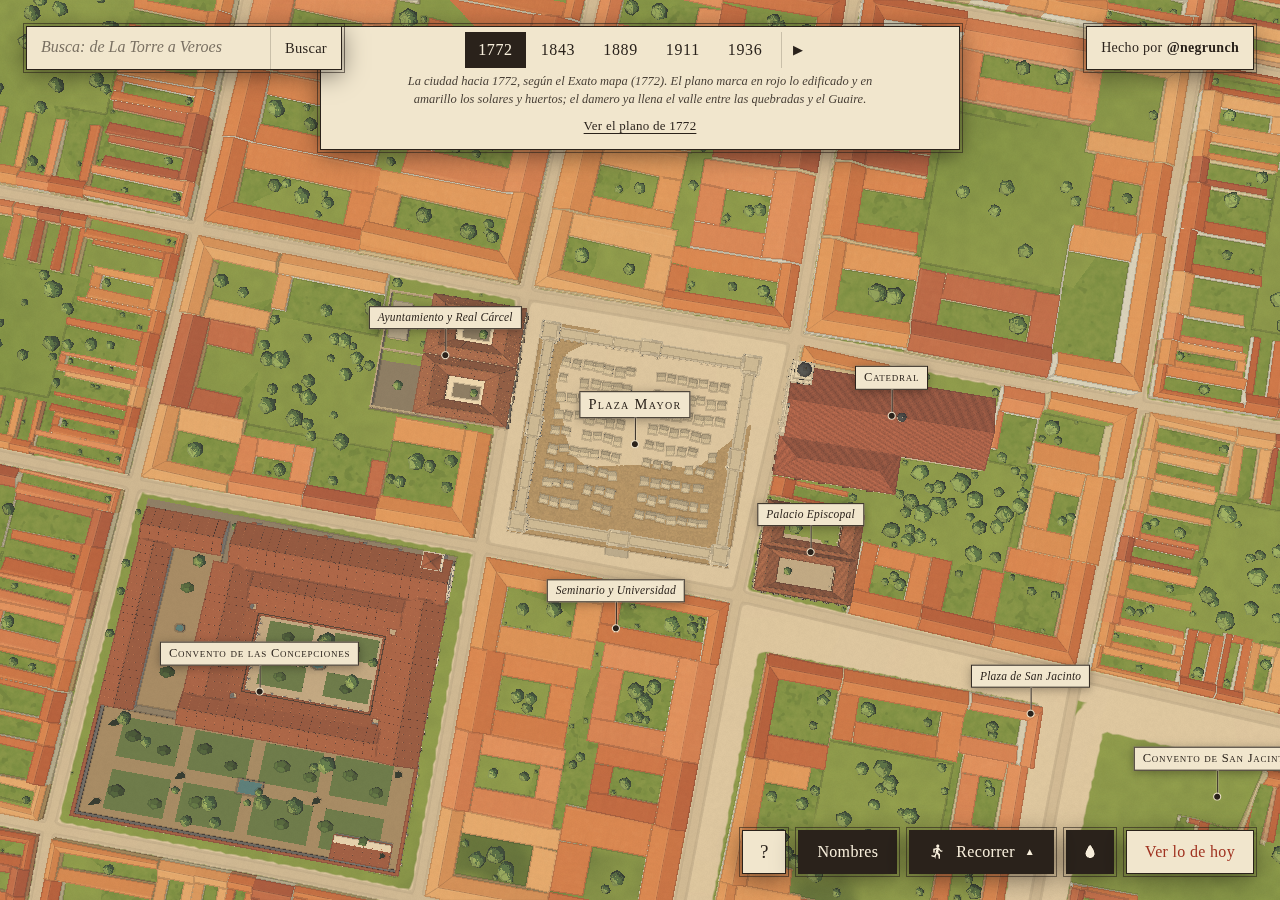 Busca: de La Torre a Veroes
Buscar
1772 1843 1889 1911 1936 ▶
La ciudad hacia 1772, según el Exato mapa (1772). El plano marca en rojo lo edificado y en
amarillo los solares y huertos; el damero ya llena el valle entre las quebradas y el Guaire.
Ver el plano de 1772
Hecho por @negrunch
Ayuntamiento y Real Cárcel
Catedral
Plaza Mayor
Palacio Episcopal
Seminario y Universidad
Convento de las Concepciones
Plaza de San Jacinto
Convento de San Jacin
? Nombres Recorrer ▲ Ver lo de hoy